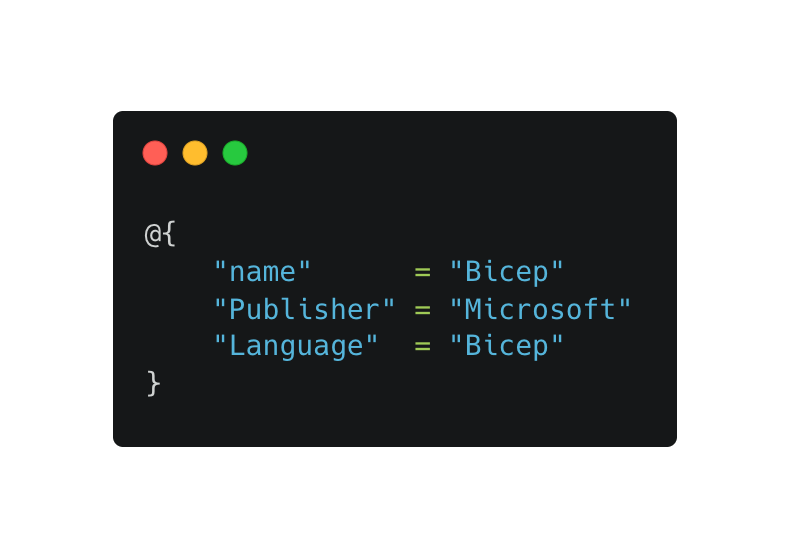 @{
    "name"      = "Bicep"
    "Publisher" = "Microsoft"
    "Language"  = "Bicep"
}